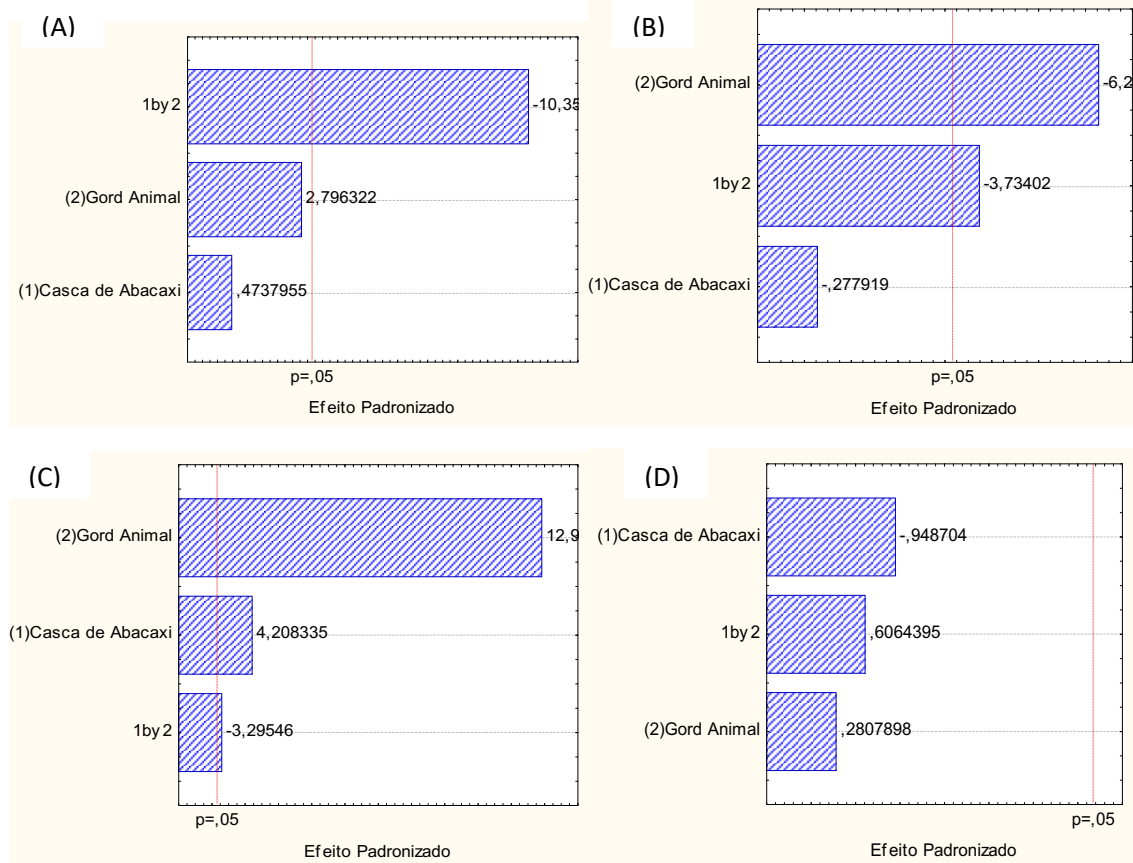 (A)
1by2
-10,35
(2)Gord Animal
2,796322
(1)Casca de Abacaxi
,4737955
p=,05
Efeito Padronizado
(B)
(2)Gord Animal
-6,2
1by2
-3,73402
(1)Casca de Abacaxi
-,277919
p=,05
Efeito Padronizado
(C)
(2)Gord Animal
12,9
(1)Casca de Abacaxi
4,208335
1by2
-3,29546
p=,05
Efeito Padronizado
(D)
(1)Casca de Abacaxi
-,948704
1by2
,6064395
(2)Gord Animal
,2807898
p=,05
Efeito Padronizado